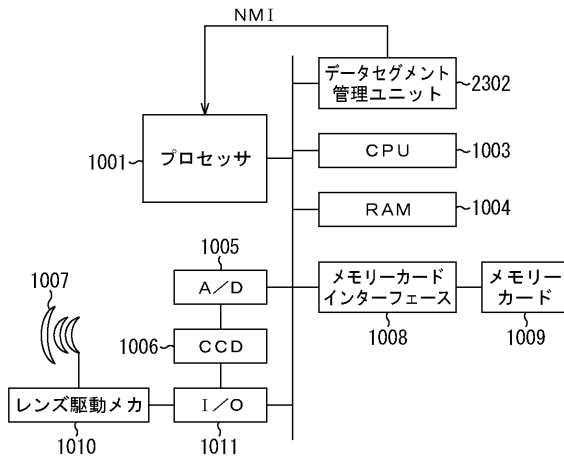 NMI
データセグメント
管理ユニット
2302
プロセッサ
1001
CPU
1003
RAM
1004
1005
A/D
1007
メモリーカード
インターフェース
1008
メモリー
カード
1009
1006
CCD
レンズ駆動メカ
1010
I/O
1011